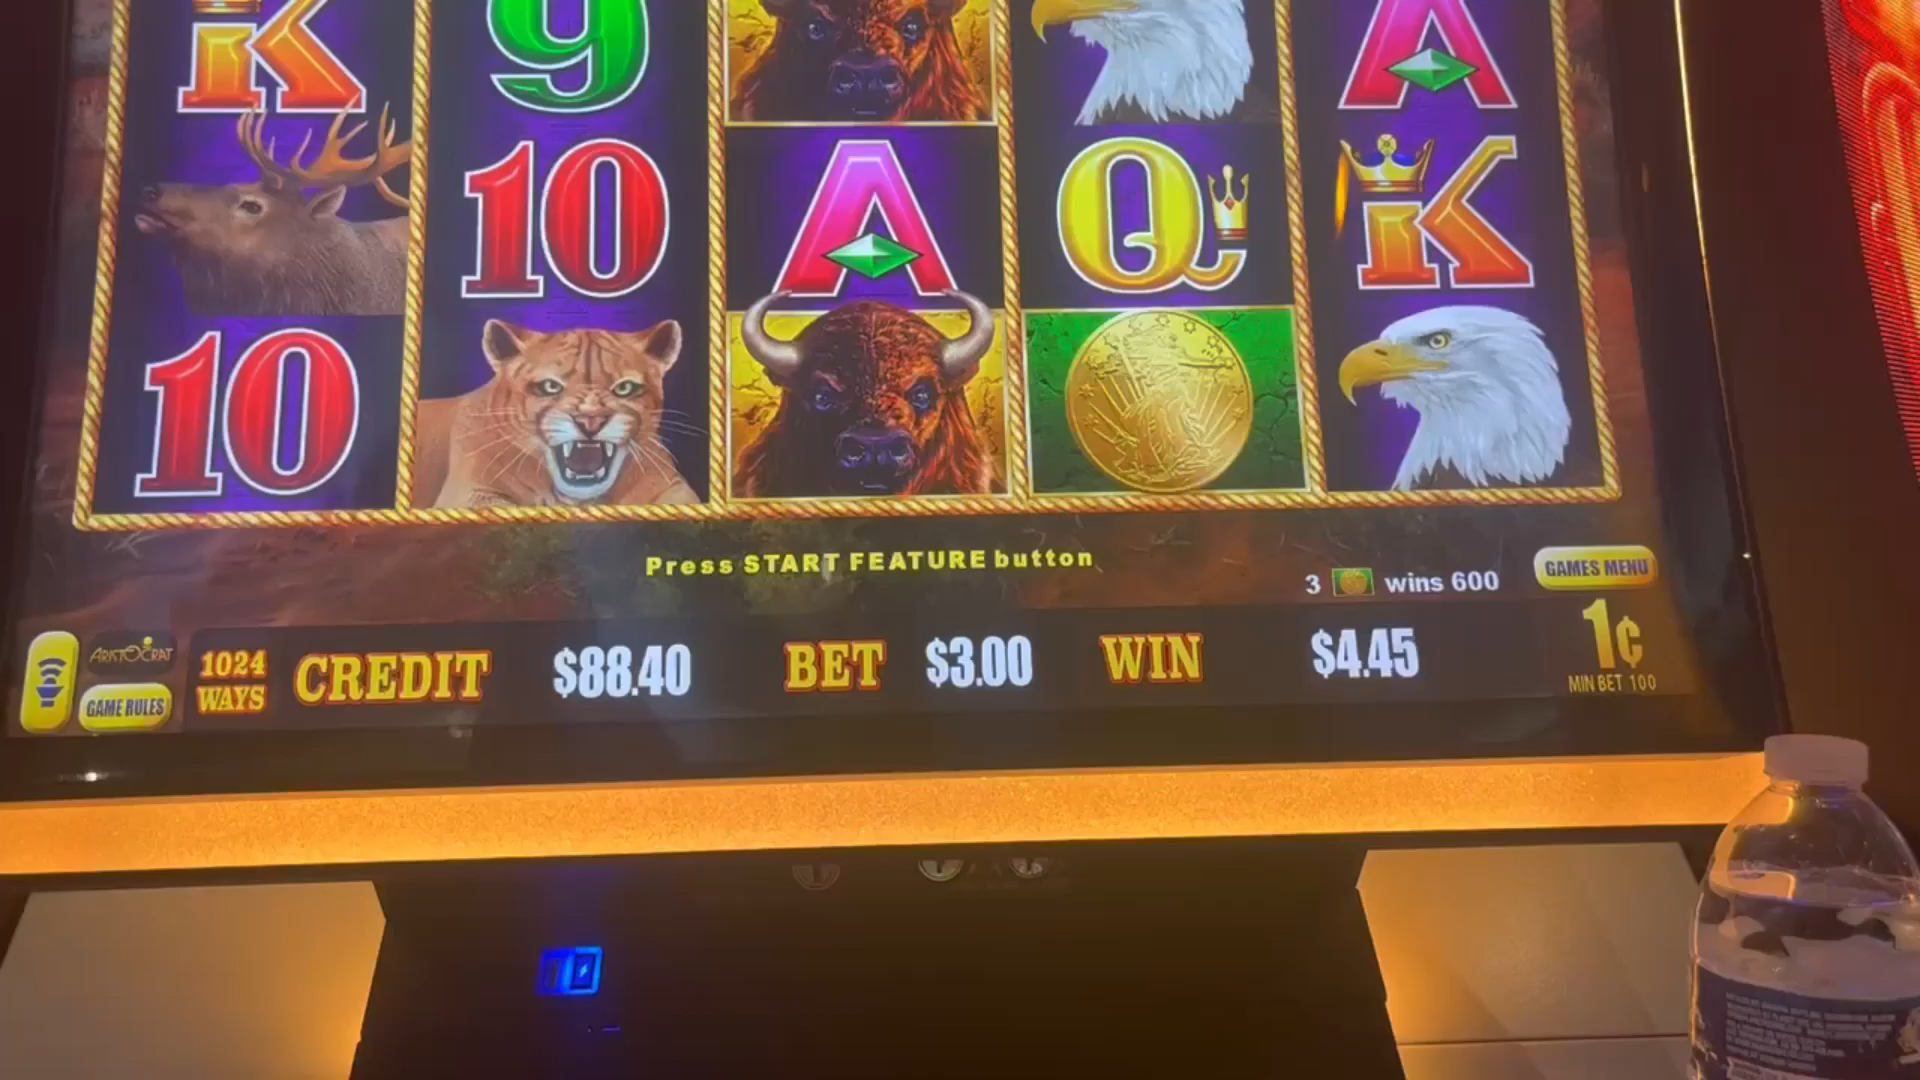 K 9 A
10 A Q K
10
Press START FEATURE button
3 wins 600
GAMES MENU
ARISTOCRAT
GAME RULES
1024
WAYS
CREDIT $88.40 BET $3.00 WIN $4.45
1¢
MIN BET 100